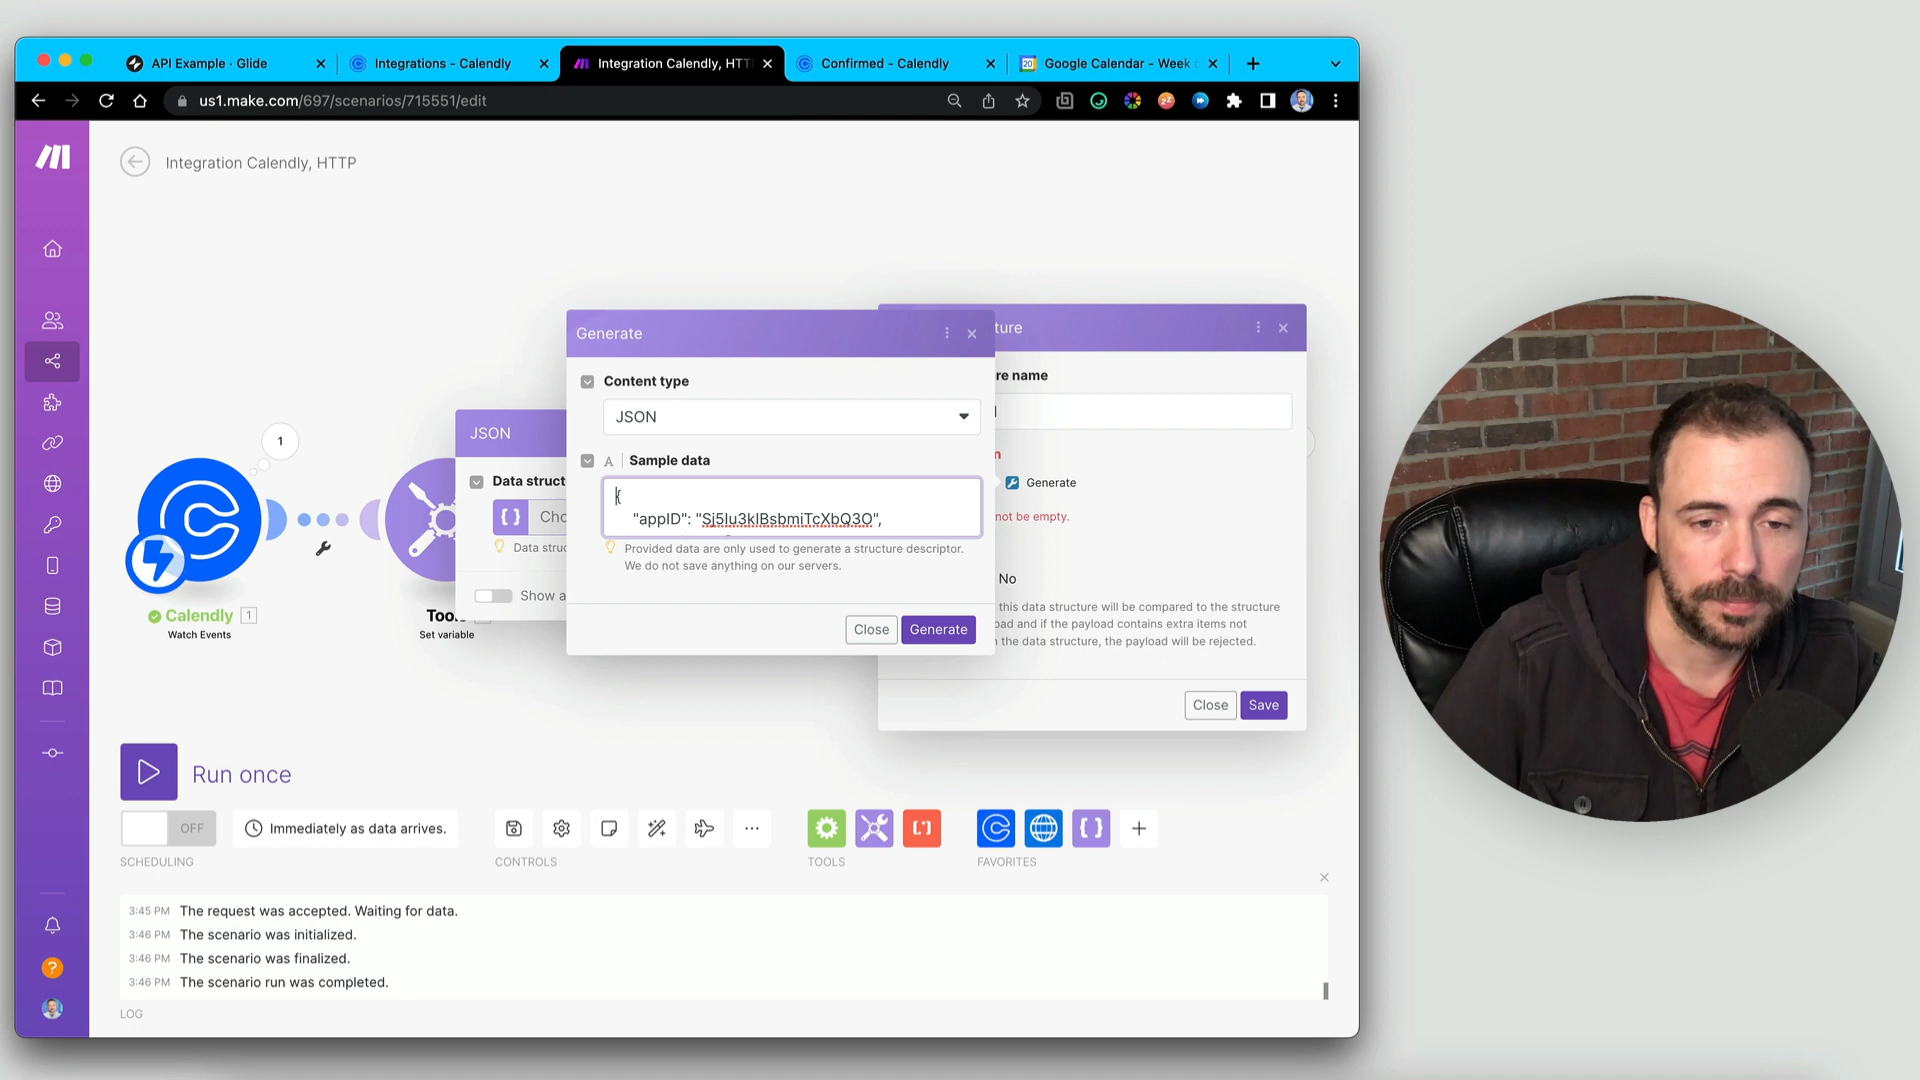 API Example · Glide
Integrations - Calendly
Integration Calendly, HTT
Confirmed - Calendly
20
Google Calendar - Week
us1.make.com/697/scenarios/715551/edit
Integration Calendly, HTTP
Generate
ture
Content type
re name
JSON
1
JSON
A
Sample data
n
Data struct
{
"appID": "Sj5Iu3kIBsbmiTcXbQ3O",
Generate
{ }
Cho
not be empty.
Data struc
Provided data are only used to generate a structure descriptor.
We do not save anything on our servers.
No
Show a
this data structure will be compared to the structure
oad and if the payload contains extra items not
n the data structure, the payload will be rejected.
Calendly 1
Watch Events
Too
Set variable
Close
Generate
Close
Save
Run once
OFF
Immediately as data arrives.
SCHEDULING
CONTROLS
TOOLS
FAVORITES
3:45 PM The request was accepted. Waiting for data.
3:46 PM The scenario was initialized.
3:46 PM The scenario was finalized.
3:46 PM The scenario run was completed.
LOG